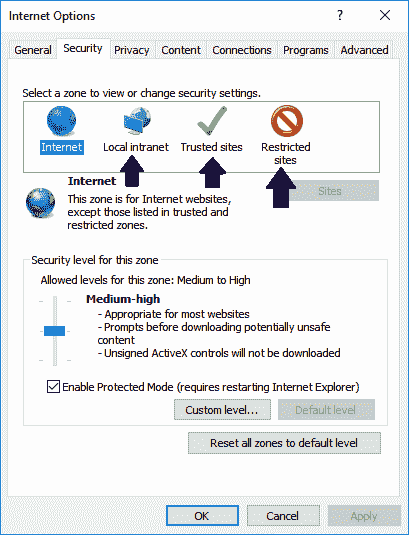 Internet Options
General Security Privacy Content Connections Programs Advanced
Select a zone to view or change security settings.
Internet Local intranet Trusted sites Restricted
sites
Internet
Sites
This zone is for Internet websites,
except those listed in trusted and
restricted zones.
Security level for this zone
Allowed levels for this zone: Medium to High
Medium-high
- Appropriate for most websites
- Prompts before downloading potentially unsafe
content
- Unsigned ActiveX controls will not be downloaded
Enable Protected Mode (requires restarting Internet Explorer)
Custom level... Default level
Reset all zones to default level
OK Cancel Apply